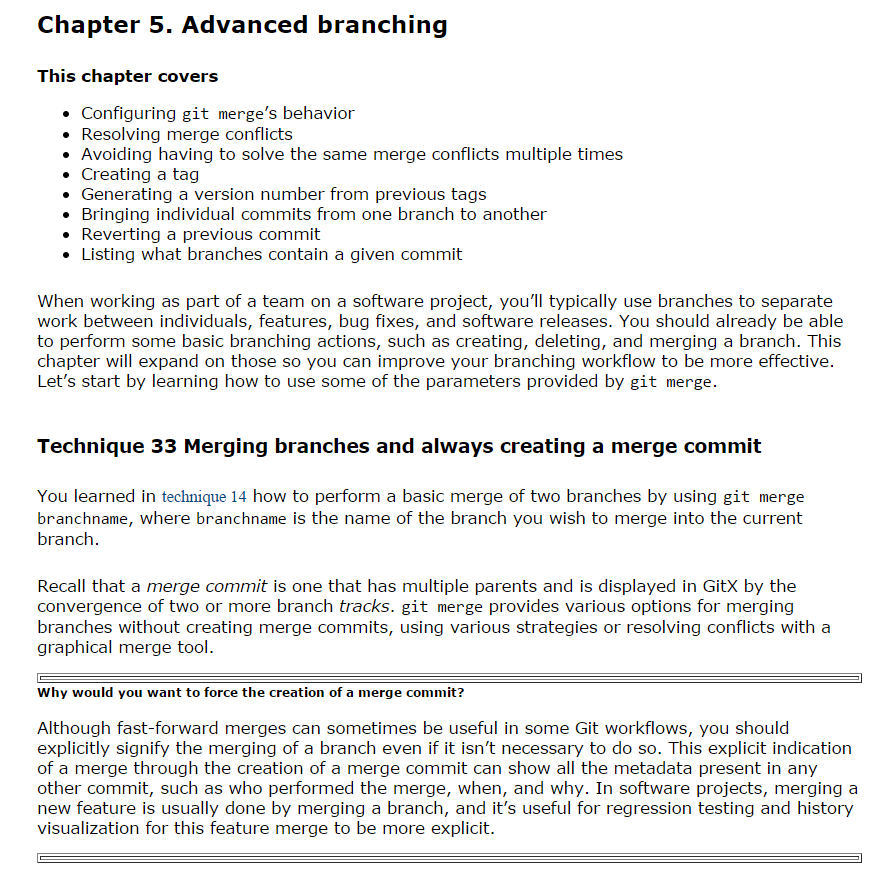 Chapter 5. Advanced branching
This chapter covers
• Configuring git merge’s behavior
• Resolving merge conflicts
• Avoiding having to solve the same merge conflicts multiple times
• Creating a tag
• Generating a version number from previous tags
• Bringing individual commits from one branch to another
• Reverting a previous commit
• Listing what branches contain a given commit
When working as part of a team on a software project, you’ll typically use branches to separate
work between individuals, features, bug fixes, and software releases. You should already be able
to perform some basic branching actions, such as creating, deleting, and merging a branch. This
chapter will expand on those so you can improve your branching workflow to be more effective.
Let’s start by learning how to use some of the parameters provided by git merge.
Technique 33 Merging branches and always creating a merge commit
You learned in technique 14 how to perform a basic merge of two branches by using git merge
branchname, where branchname is the name of the branch you wish to merge into the current
branch.
Recall that a merge commit is one that has multiple parents and is displayed in GitX by the
convergence of two or more branch tracks. git merge provides various options for merging
branches without creating merge commits, using various strategies or resolving conflicts with a
graphical merge tool.
Why would you want to force the creation of a merge commit?
Although fast-forward merges can sometimes be useful in some Git workflows, you should
explicitly signify the merging of a branch even if it isn’t necessary to do so. This explicit indication
of a merge through the creation of a merge commit can show all the metadata present in any
other commit, such as who performed the merge, when, and why. In software projects, merging a
new feature is usually done by merging a branch, and it’s useful for regression testing and history
visualization for this feature merge to be more explicit.